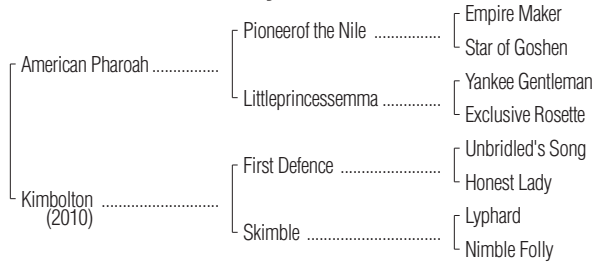 Empire Maker
Pioneerof the Nile ................
Star of Goshen
American Pharoah ...............
Yankee Gentleman
Littleprincessemma .............
Exclusive Rosette
Unbridled's Song
First Defence ......................
Honest Lady
Kimbolton ..........................
(2010)
Lyphard
Skimble ..............................
Nimble Folly